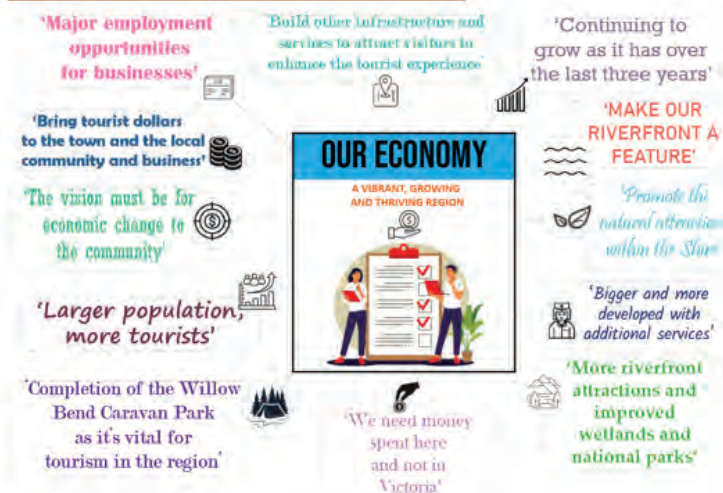 'Major employment
opportunities
for businesses'
'Build other infrastructure and
services to attract visitors to
enhance the tourist experience'
'Continuing to
grow as it has over
the last three years'
'Bring tourist dollars
to the town and the local
community and business'
OUR ECONOMY
A VIBRANT, GROWING
AND THRIVING REGION
'MAKE OUR
RIVERFRONT A
FEATURE'
'The vision must be for
economic change to
the community'
'Promote the
natural attractions
within the Shire
'Larger population,
more tourists'
'Bigger and more
developed with
additional services'
'Completion of the Willow
Bend Caravan Park
as it's vital for
tourism in the region'
'We need money
spent here
and not in
Victoria'
'More riverfront
attractions and
improved
wetlands and
national parks'